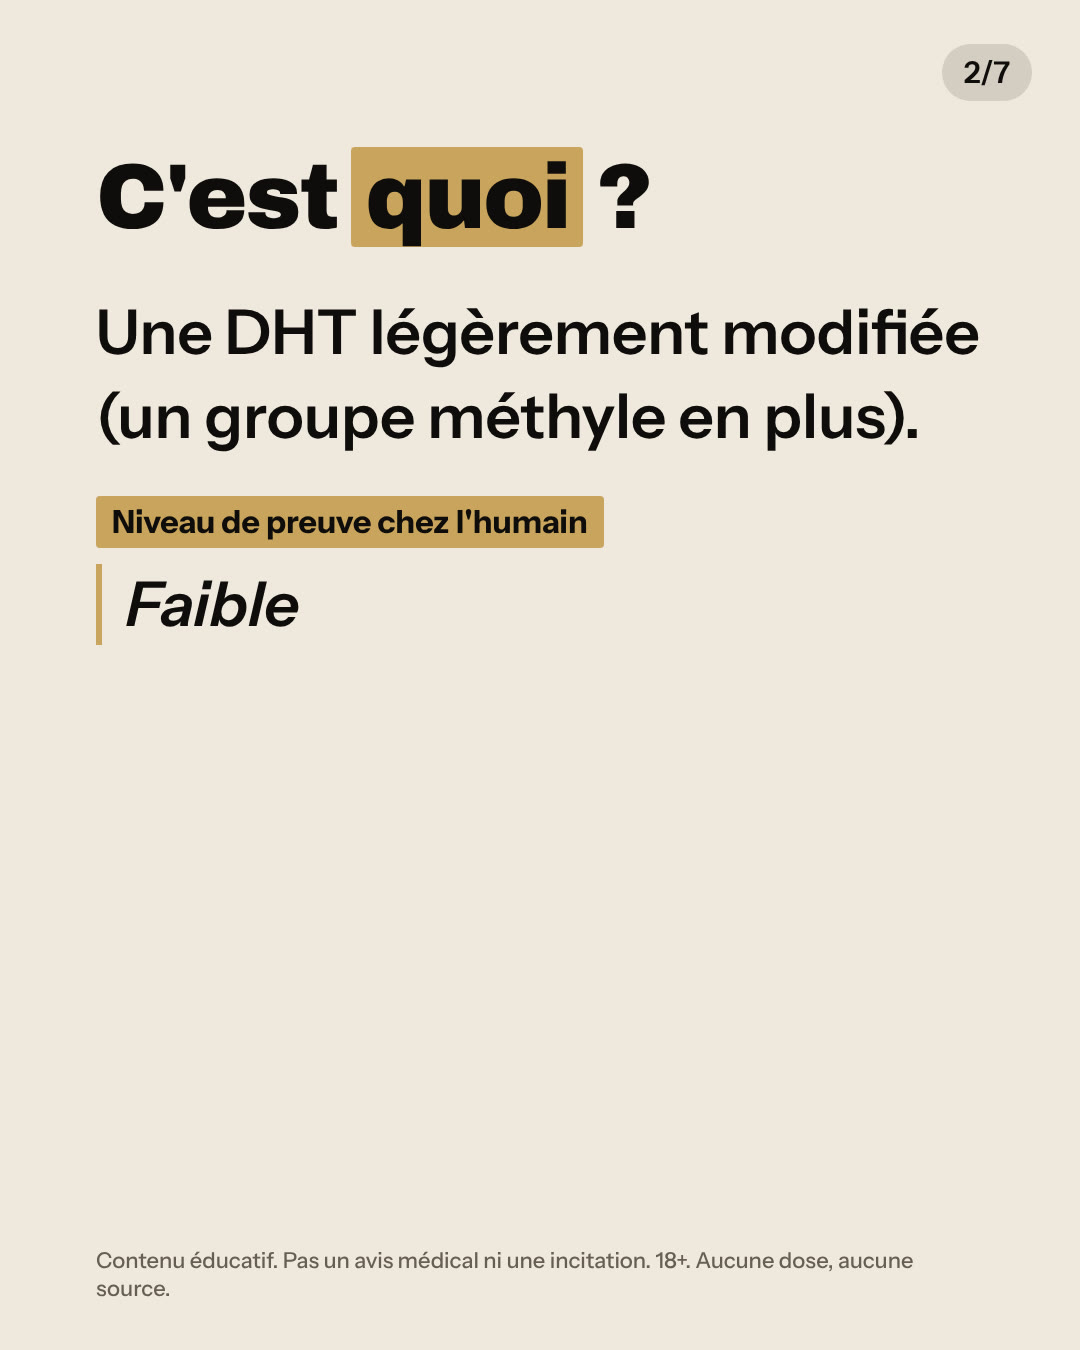 2/7
C'est quoi ?
Une DHT légèrement modifiée
(un groupe méthyle en plus).
Niveau de preuve chez l'humain
Faible
Contenu éducatif. Pas un avis médical ni une incitation. 18+. Aucune dose, aucune
source.